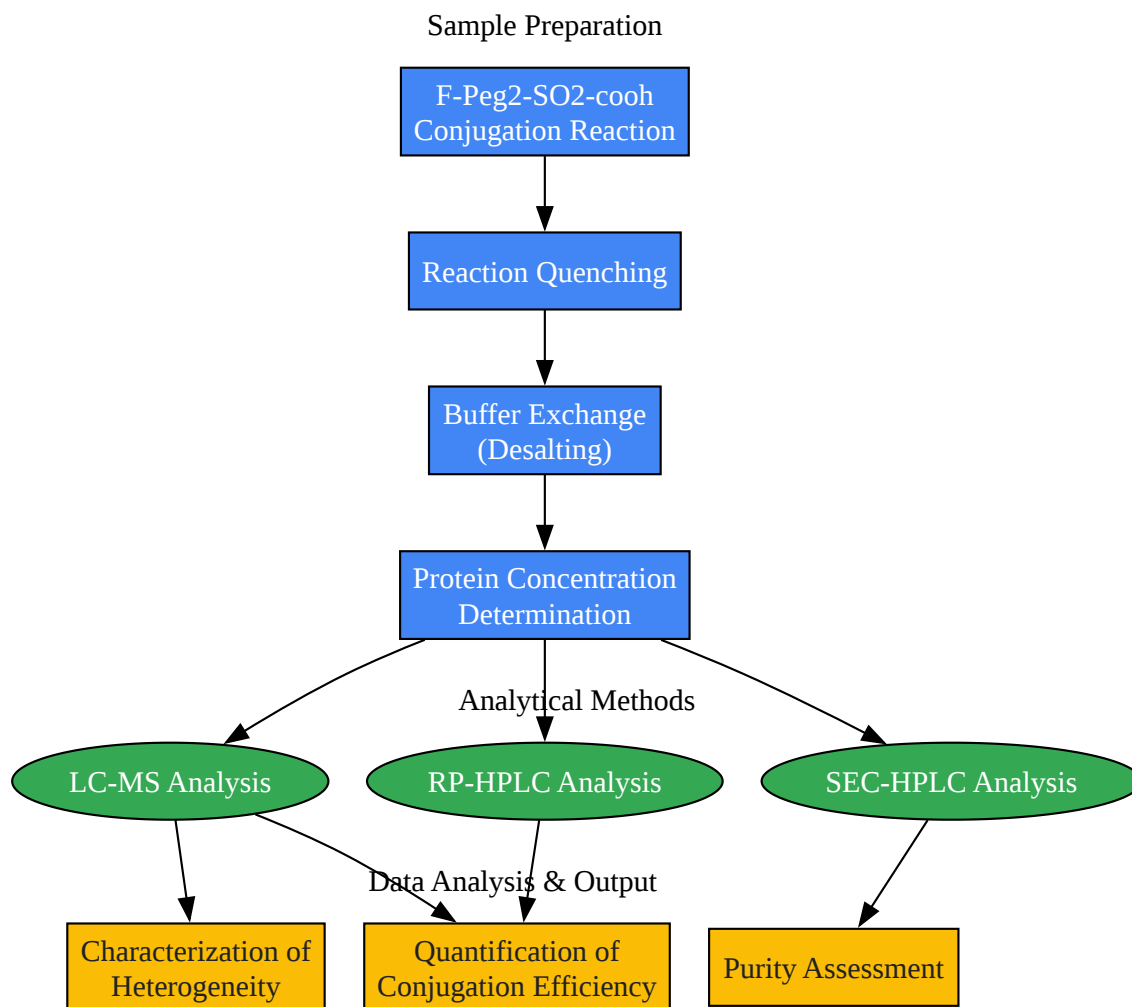 Sample Preparation
F-Peg2-SO2-cooh
Conjugation Reaction
Reaction Quenching
Buffer Exchange
(Desalting)
Protein Concentration
Determination
Analytical Methods
LC-MS Analysis
RP-HPLC Analysis
SEC-HPLC Analysis
Data Analysis & Output
Characterization of
Heterogeneity
Quantification of
Conjugation Efficiency
Purity Assessment